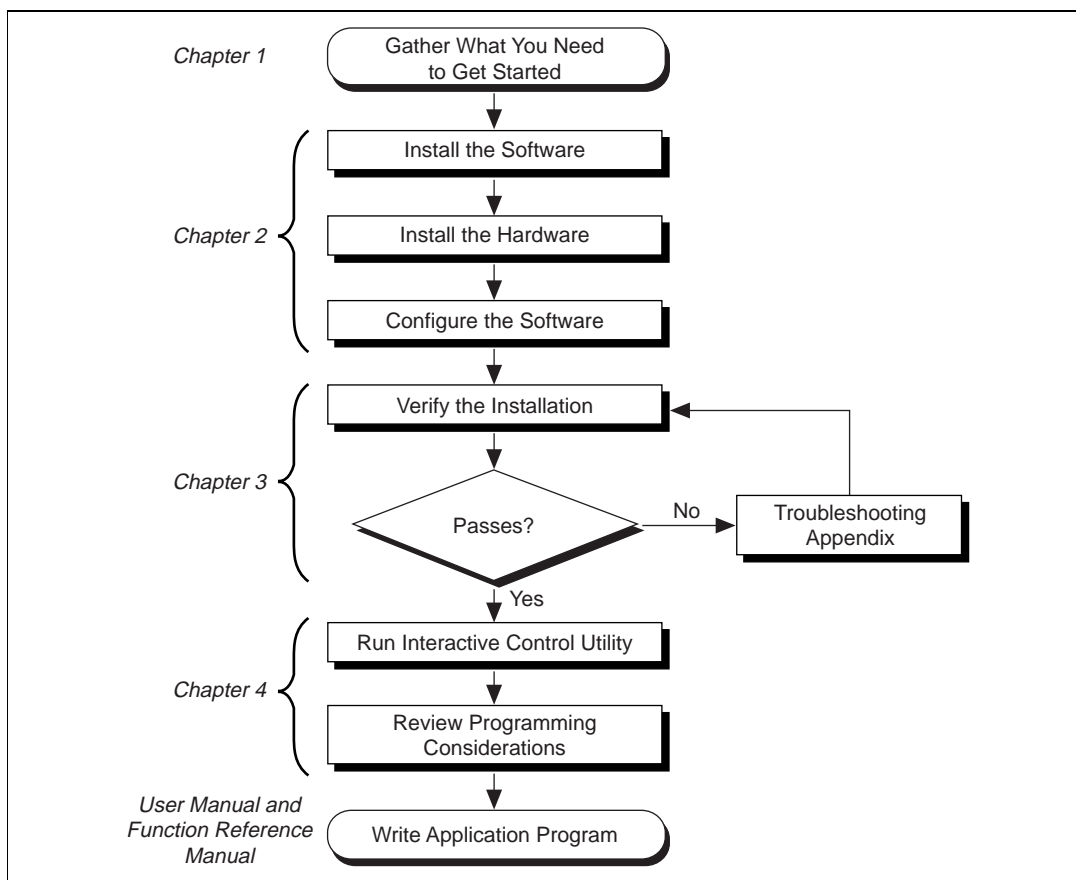 Chapter 1
Gather What You Need
to Get Started
Install the Software
Chapter 2
Install the Hardware
Configure the Software
Verify the Installation
Chapter 3
Passes?
No
Troubleshooting
Appendix
Yes
Run Interactive Control Utility
Chapter 4
Review Programming
Considerations
User Manual and
Function Reference
Manual
Write Application Program